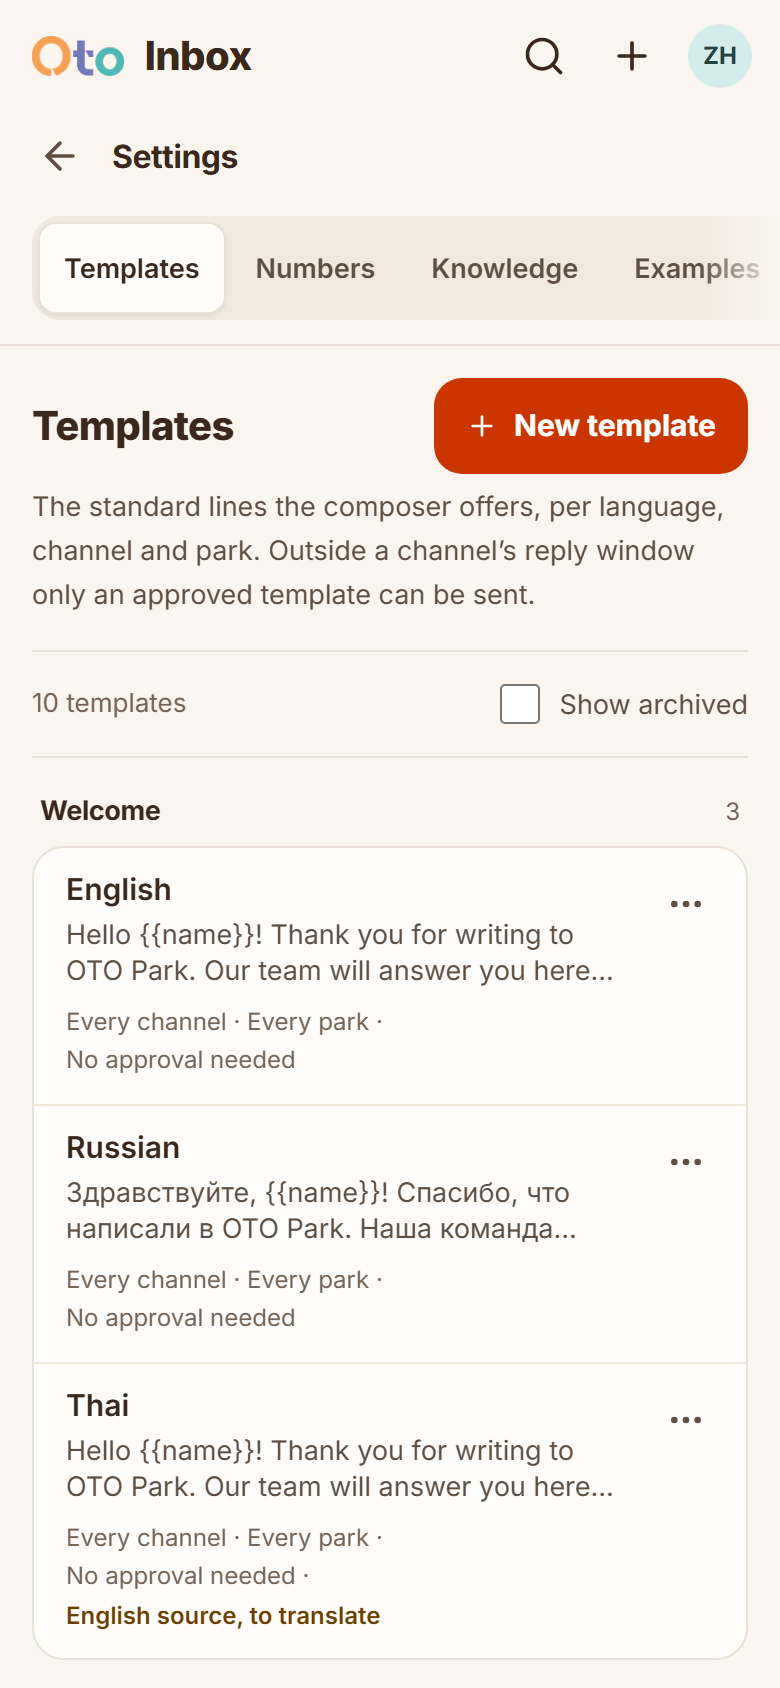 Oto Inbox
ZH
Settings
Templates
Numbers
Knowledge
Examples
Templates
+ New template
The standard lines the composer offers, per language,
channel and park. Outside a channel’s reply window
only an approved template can be sent.
10 templates
Show archived
Welcome
3
English
Hello {{name}}! Thank you for writing to
OTO Park. Our team will answer you here...
Every channel · Every park ·
No approval needed
Russian
Здравствуйте, {{name}}! Спасибо, что
написали в OTO Park. Наша команда...
Every channel · Every park ·
No approval needed
Thai
Hello {{name}}! Thank you for writing to
OTO Park. Our team will answer you here...
Every channel · Every park ·
No approval needed ·
English source, to translate